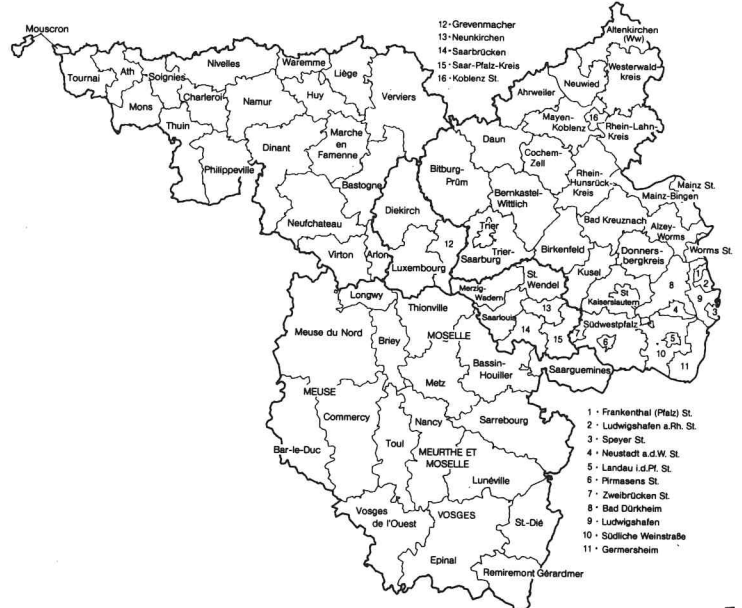 Mouscron
Tournai
Ath
Mons
Soignies
Charleroi
Thuin
Nivelles
Namur
Philippeville
Waremme
Huy
Liège
Verviers
Dinant
Marche
en
Famenne
Bastogne
Neufchateau
Virton
Arlon
Diekirch
12
Luxembourg
12 · Grevenmacher
13 · Neunkirchen
14 · Saarbrücken
15 · Saar-Pfalz-Kreis
16 · Koblenz St.
Altenkirchen
(Ww)
Westerwald-
kreis
Neuwied
Ahrweiler
Mayen-
Koblenz
16
Rhein-Lahn-
Kreis
Daun
Cochem-
Zell
Bitburg-
Prüm
Rhein-
Hunsrück-
Kreis
Bernkastel-
Wittlich
Mainz St.
Mainz-Bingen
Bad Kreuznach
Alzey-
Worms
Worms St.
Trier
Trier-
Saarburg
Birkenfeld
Donners-
bergkreis
Kusel
St
Kaiserslautern
1
2
8
9
3
4
Südwestpfalz
6
5
10
11
Merzig-
Wadern
St.
Wendel
Saarlouis
13
14
15
Longwy
Thionville
Meuse du Nord
Briey
MOSELLE
Metz
Bassin-
Houiller
Saarguemines
MEUSE
Commercy
Bar-le-Duc
Toul
Nancy
Sarrebourg
MEURTHE ET
MOSELLE
Lunéville
Vosges
de l'Ouest
VOSGES
St.-Dié
Epinal
Remiremont Gérardmer
1 · Frankenthal (Pfalz) St.
2 · Ludwigshafen a.Rh. St.
3 · Speyer St.
4 · Neustadt a.d.W. St.
5 · Landau i.d.Pf. St.
6 · Pirmasens St.
7 · Zweibrücken St.
8 · Bad Dürkheim
9 · Ludwigshafen
10 · Südliche Weinstraße
11 · Germersheim